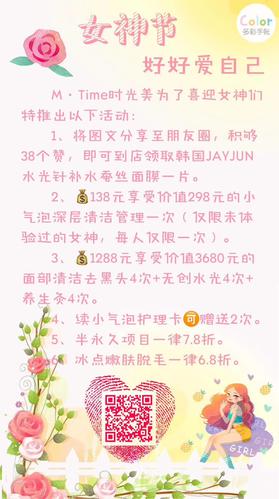 Color
多彩手帐
女神节
好好爱自己
M·Time时光美为了喜迎女神们
特推出以下活动：
1、将图文分享至朋友圈，积够
38个赞，即可到店领取韩国JAYJUN
水光针补水蚕丝面膜一片。
2、💰138元享受价值298元的小
气泡深层清洁管理一次（仅限未体
验过的女神，每人仅限一次）。
3、💰1288元享受价值3680元的
面部清洁去黑头4次+无创水光4次+
养生灸4次。
4、续小气泡护理卡🉑赠送2次。
5、半永久项目一律7.8折。
6、冰点嫩肤脱毛一律6.8折。
GIRL
GIRL